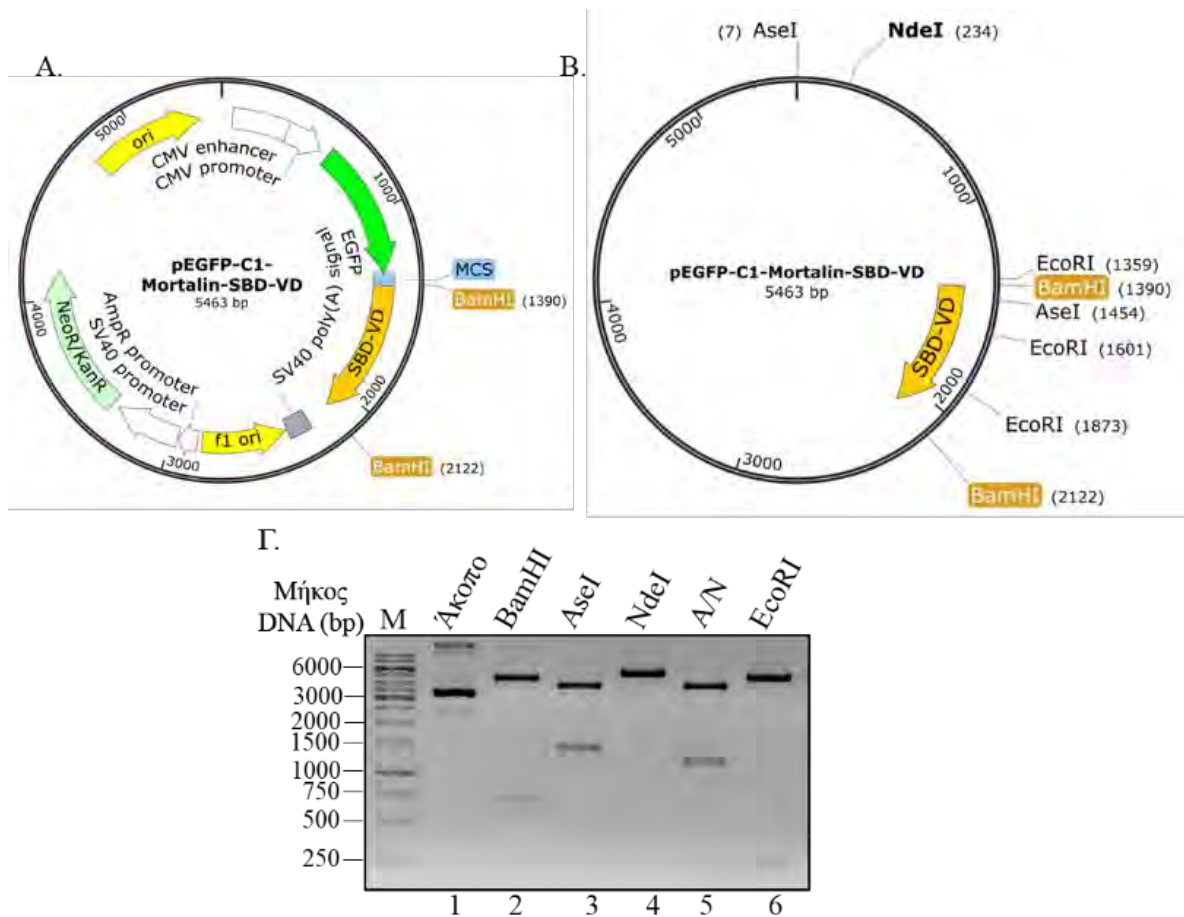 A.
5000
ori
CMV enhancer
CMV promoter
EGFP
1000
MCS
BamHI (1390)
pEGFP-C1-
Mortalin-SBD-VD
5463 bp
SV40 poly(A) signal
SBD-VD
2000
BamHI (2122)
f1 ori
3000
AmpR promoter
SV40 promoter
NeoR/KanR
4000
B.
(7) AseI
NdeI (234)
5000
1000
EcoRI (1359)
BamHI (1390)
AseI (1454)
EcoRI (1601)
pEGFP-C1-Mortalin-SBD-VD
5463 bp
SBD-VD
4000
2000
EcoRI (1873)
3000
BamHI (2122)
Γ.
Μήκος
DNA (bp)
M
Άκοπο
BamHI
AseI
NdeI
A/N
EcoRI
6000
3000
2000
1500
1000
750
500
250
1 2 3 4 5 6